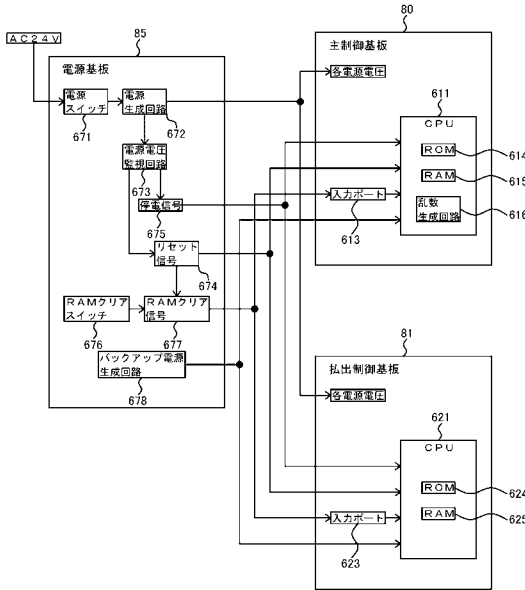 AC24V
85
電源基板
電源
スイッチ
671
電源
生成回路
672
電源電圧
監視回路
673
停電信号
675
リセット
信号
674
RAMクリア
スイッチ
676
RAMクリア
信号
677
バックアップ電源
生成回路
678
80
主制御基板
各電源電圧
611
CPU
ROM
614
RAM
615
乱数
生成回路
616
入力ポート
613
81
払出制御基板
各電源電圧
621
CPU
ROM
624
RAM
625
入力ポート
623